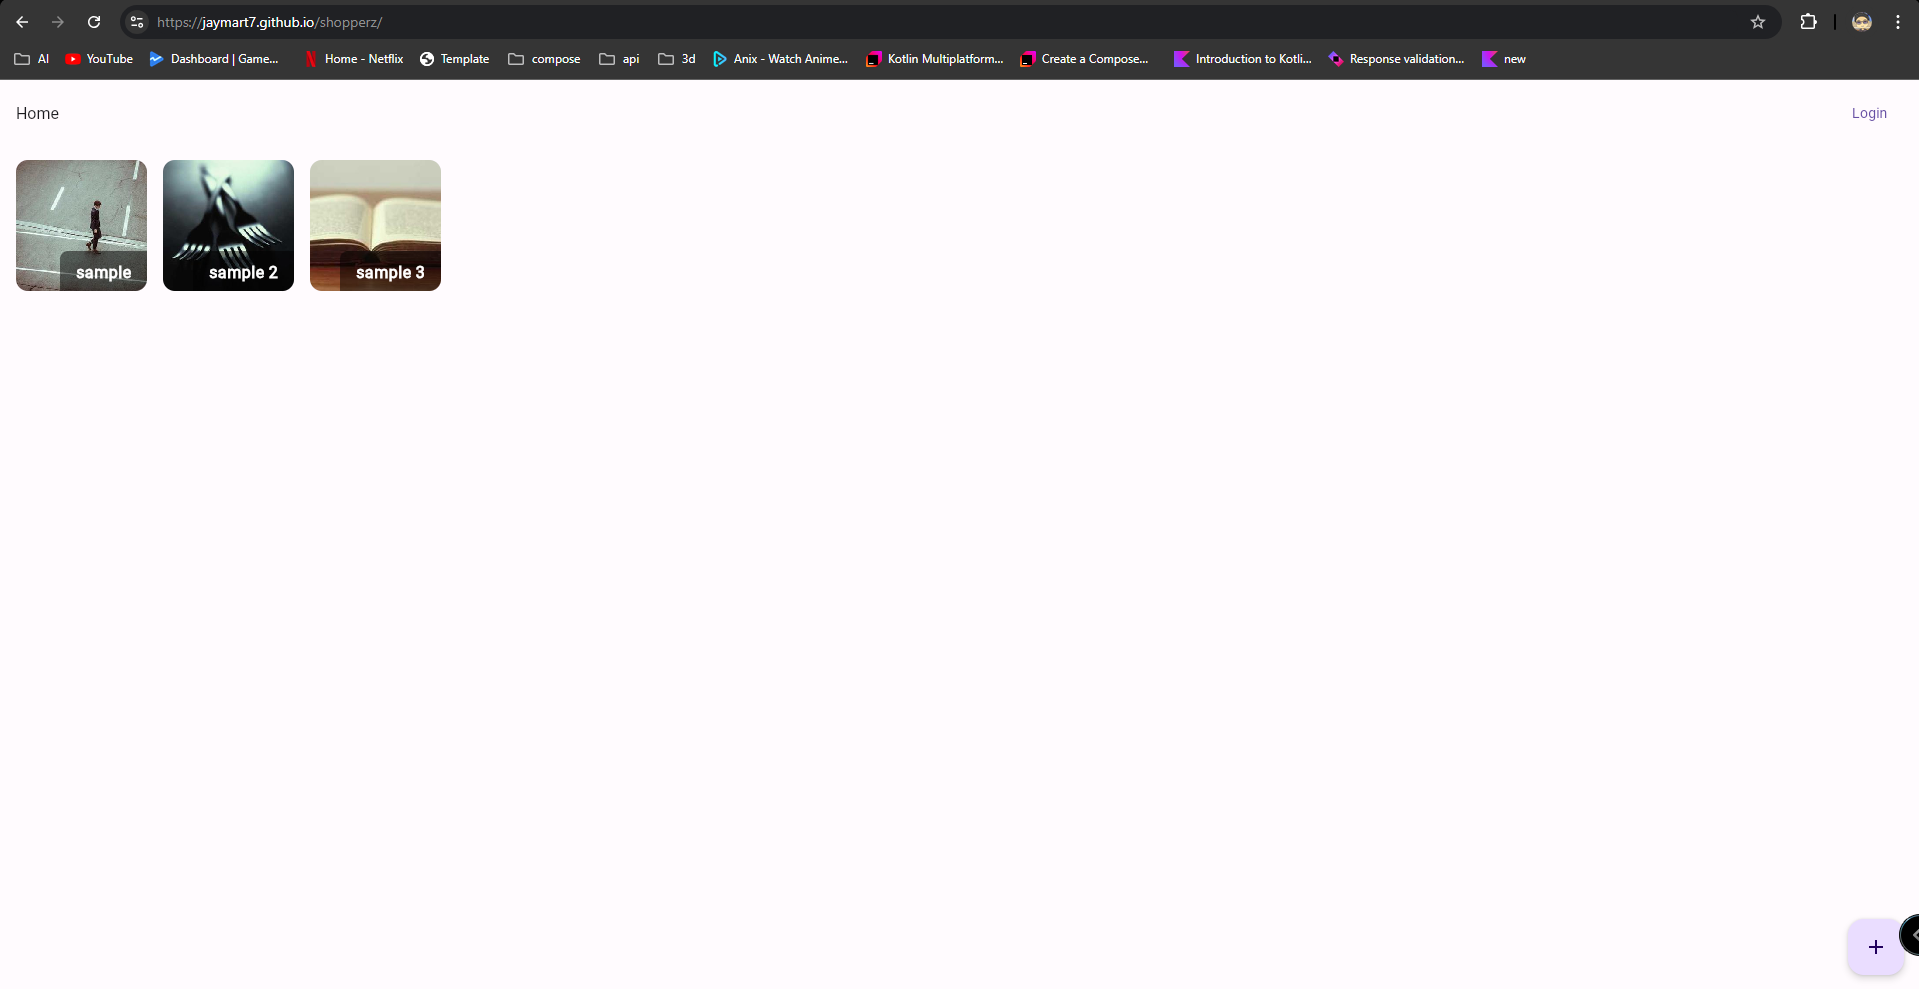 https://jaymart7.github.io/shopperz/
AI YouTube Dashboard | Game... Home - Netflix Template compose api 3d Anix - Watch Anime... Kotlin Multiplatform... Create a Compose... Introduction to Kotli... Response validation... new
Home Login
sample sample 2 sample 3